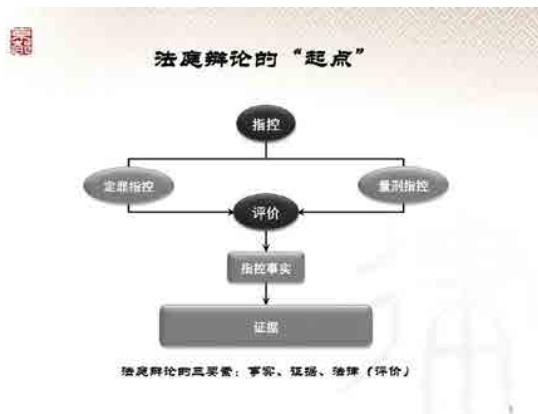 法庭辩论的“起点”
指控
定罪指控
量刑指控
评价
指控事实
证据
法庭辩论的三要素：事实、证据、法律（评价）